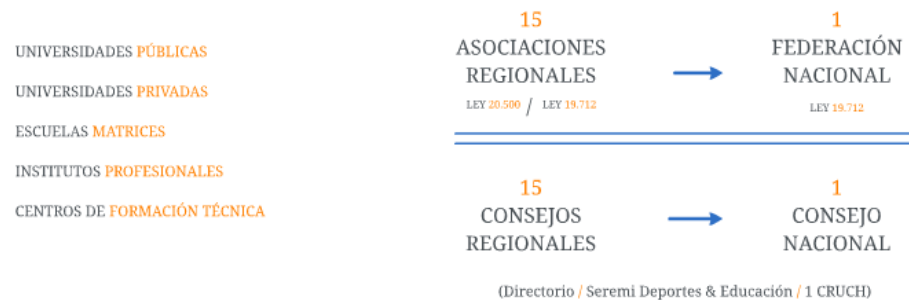 UNIVERSIDADES PÚBLICAS
UNIVERSIDADES PRIVADAS
ESCUELAS MATRICES
INSTITUTOS PROFESIONALES
CENTROS DE FORMACIÓN TÉCNICA
15
ASOCIACIONES
REGIONALES
LEY 20.500 / LEY 19.712
1
FEDERACIÓN
NACIONAL
LEY 19.712
15
CONSEJOS
REGIONALES
1
CONSEJO
NACIONAL
(Directorio / Seremi Deportes & Educación / 1 CRUCH)